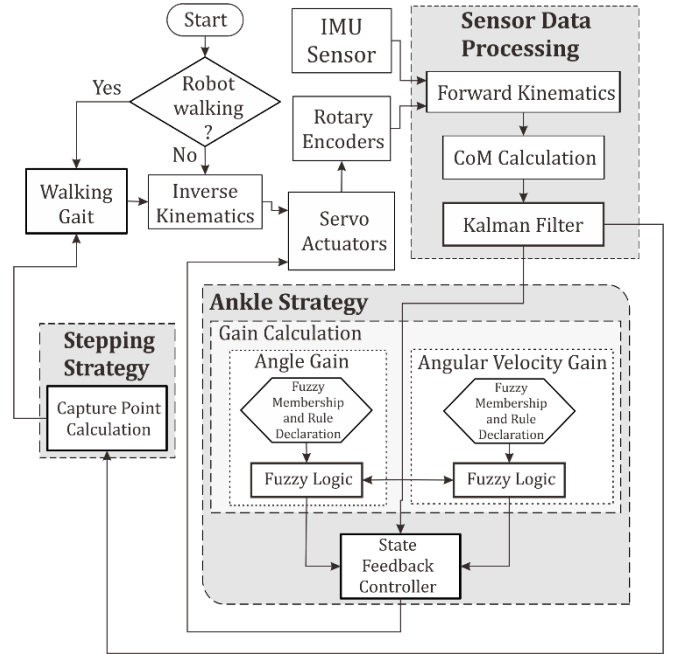 Start
IMU
Sensor
Sensor Data
Processing
Yes
Robot
walking
?
No
Forward Kinematics
Rotary
Encoders
CoM Calculation
Walking
Gait
Inverse
Kinematics
Servo
Actuators
Kalman Filter
Ankle Strategy
Gain Calculation
Stepping
Strategy
Capture Point
Calculation
Angle Gain
Fuzzy
Membership
and Rule
Declaration
Fuzzy Logic
Angular Velocity Gain
Fuzzy
Membership
and Rule
Declaration
Fuzzy Logic
State
Feedback
Controller